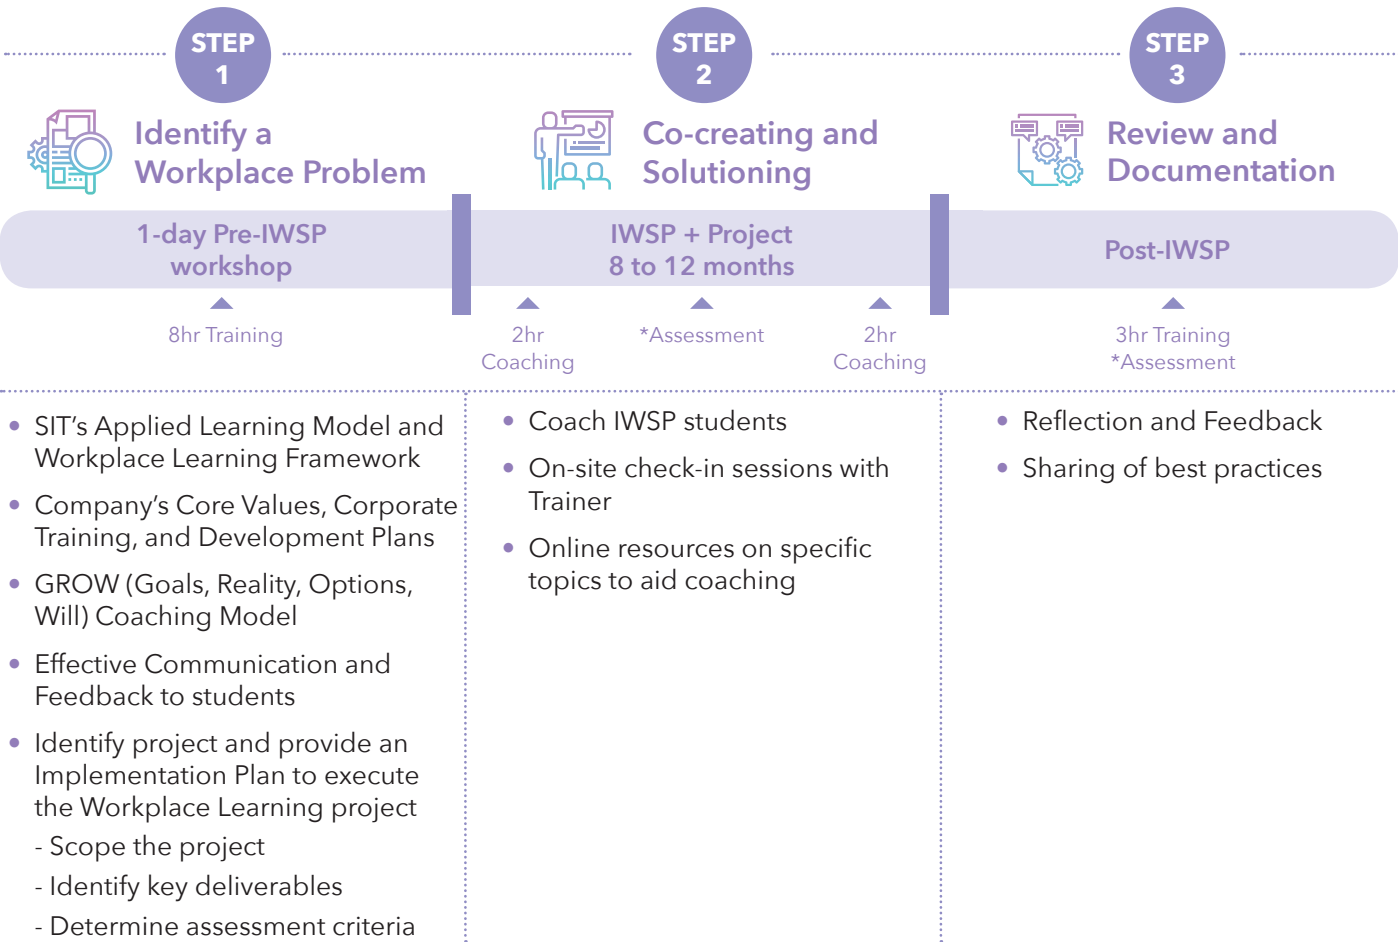 STEP
1
STEP
2
STEP
3
Identify a
Workplace Problem
Co-creating and
Solutioning
Review and
Documentation
1-day Pre-IWSP
workshop
IWSP + Project
8 to 12 months
Post-IWSP
8hr Training
2hr
Coaching
*Assessment
2hr
Coaching
3hr Training
*Assessment
• SIT’s Applied Learning Model and
Workplace Learning Framework
• Company’s Core Values, Corporate
Training, and Development Plans
• GROW (Goals, Reality, Options,
Will) Coaching Model
• Effective Communication and
Feedback to students
• Identify project and provide an
Implementation Plan to execute
the Workplace Learning project
- Scope the project
- Identify key deliverables
- Determine assessment criteria
• Coach IWSP students
• On-site check-in sessions with
Trainer
• Online resources on specific
topics to aid coaching
• Reflection and Feedback
• Sharing of best practices